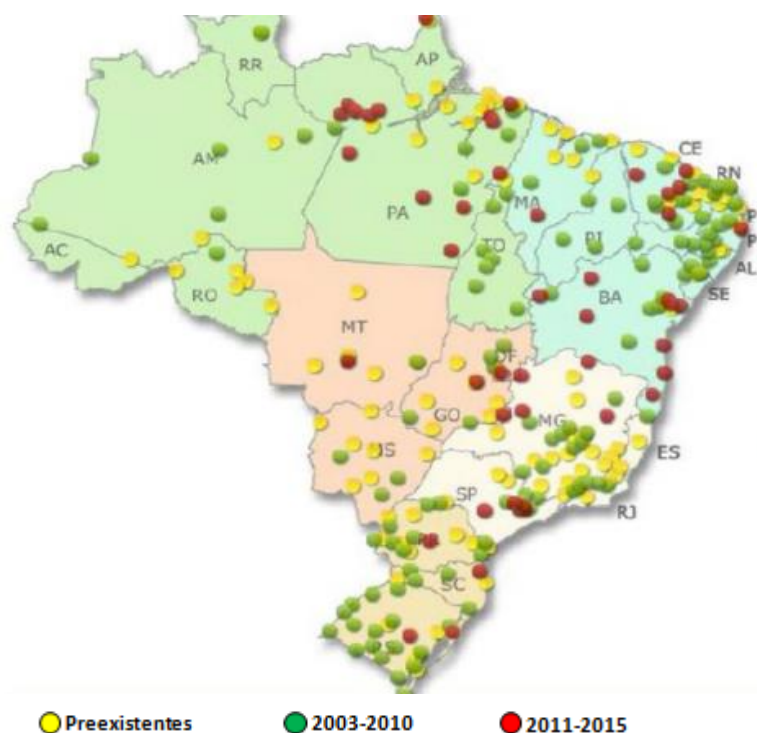 RR
AP
AM
PA
MA
CE
RN
P
P
PI
AL
SE
AC
RO
TO
BA
MT
DF
GO
MG
ES
MS
SP
RJ
PR
SC
Preexistentes
2003-2010
2011-2015